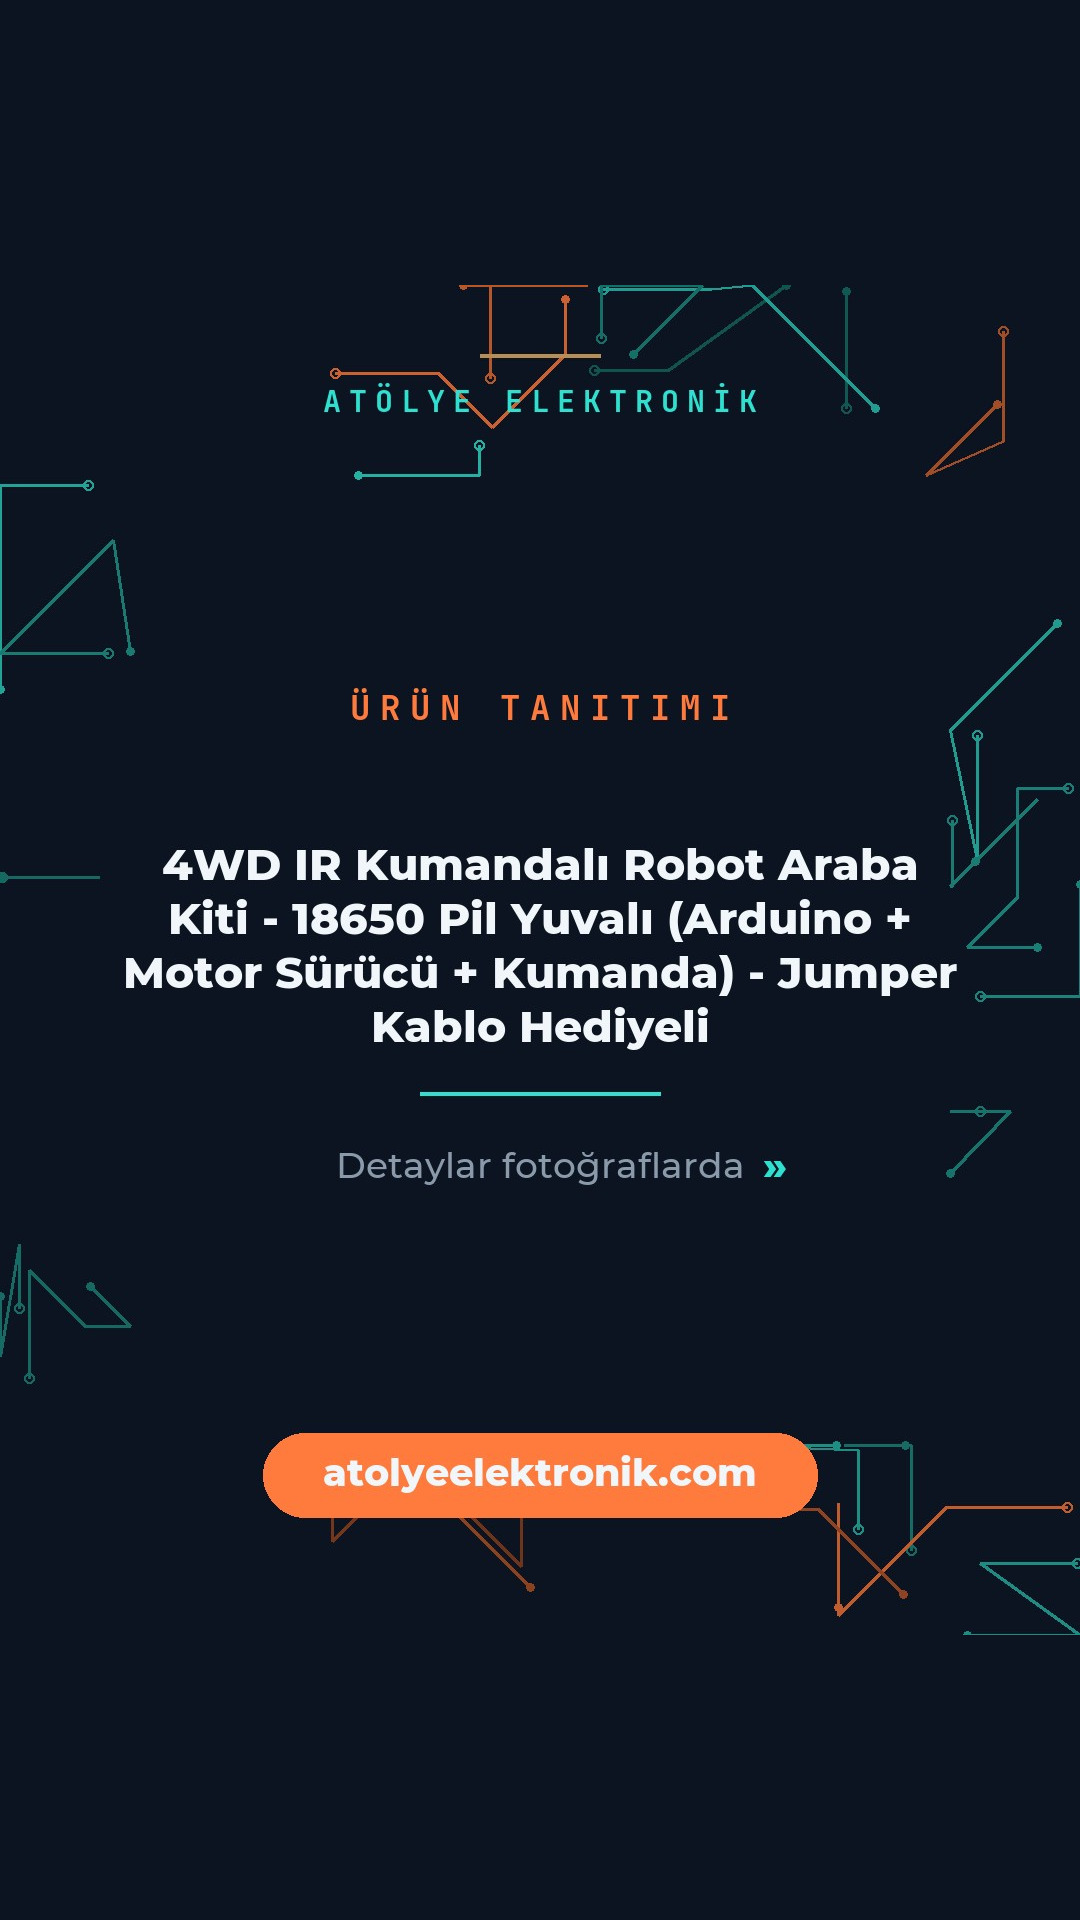 ATÖLYE ELEKTRONİK
ÜRÜN TANITIMI
4WD IR Kumandalı Robot Araba
Kiti - 18650 Pil Yuvalı (Arduino +
Motor Sürücü + Kumanda) - Jumper
Kablo Hediyeli
Detaylar fotoğraflarda »
atolyeelektronik.com